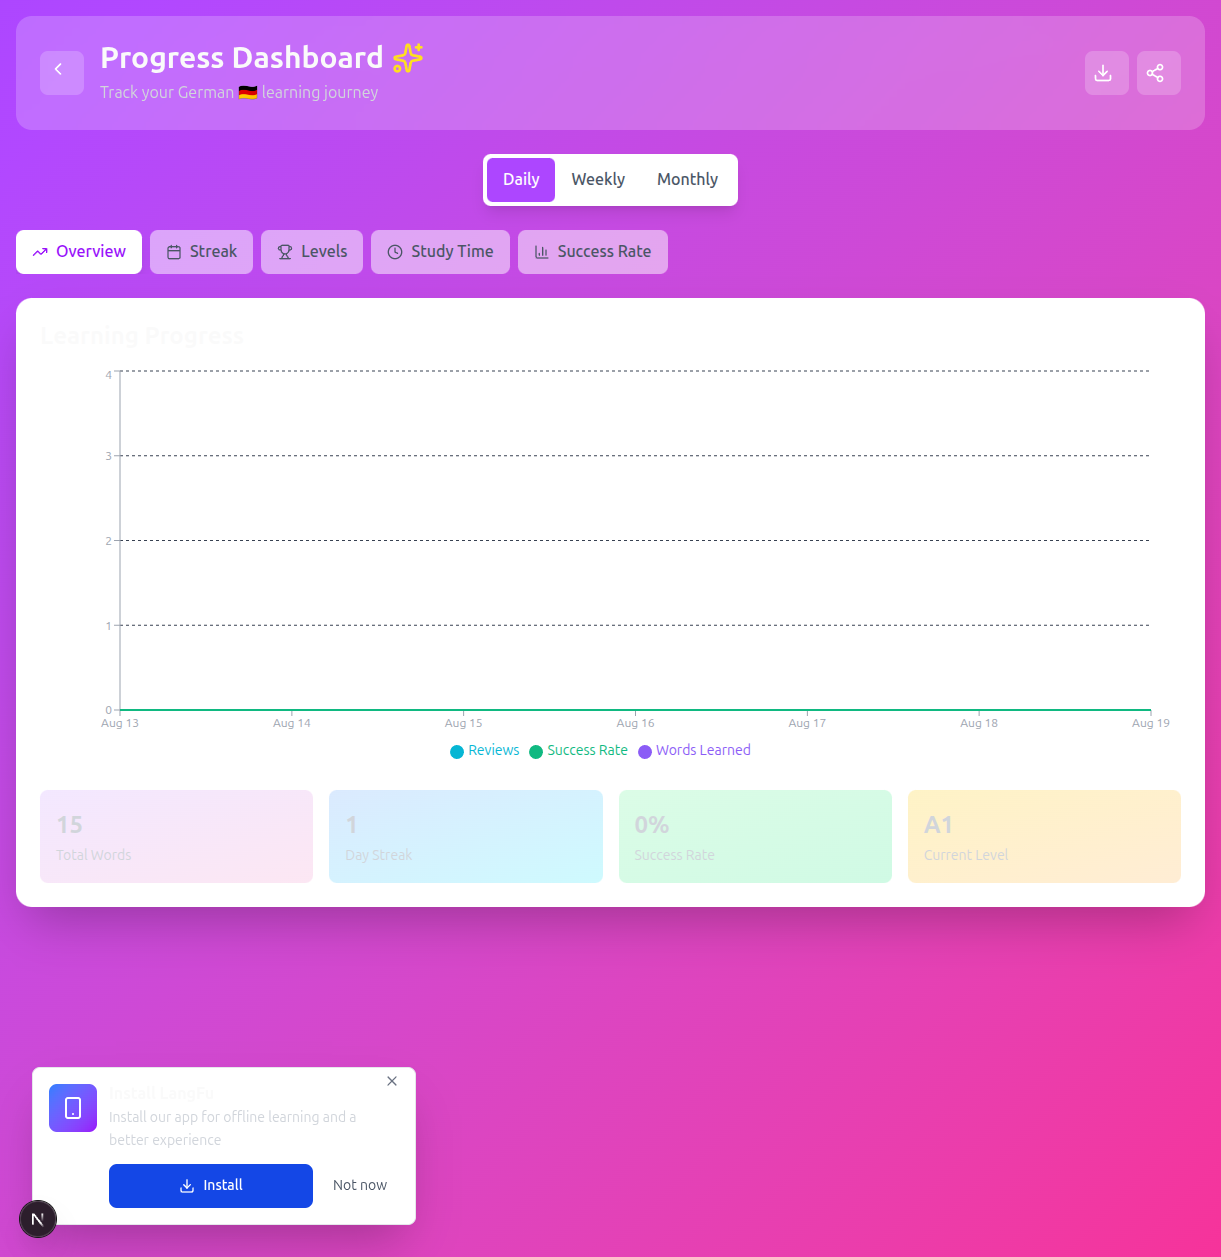 Progress Dashboard ✨
Track your German 🇩🇪 learning journey
Daily Weekly Monthly
Overview Streak Levels Study Time Success Rate
Learning Progress
4
3
2
1
0
Aug 13 Aug 14 Aug 15 Aug 16 Aug 17 Aug 18 Aug 19
Reviews Success Rate Words Learned
15 1 0% A1
Total Words Day Streak Success Rate Current Level
Install LangFu
Install our app for offline learning and a
better experience
Install Not now
N